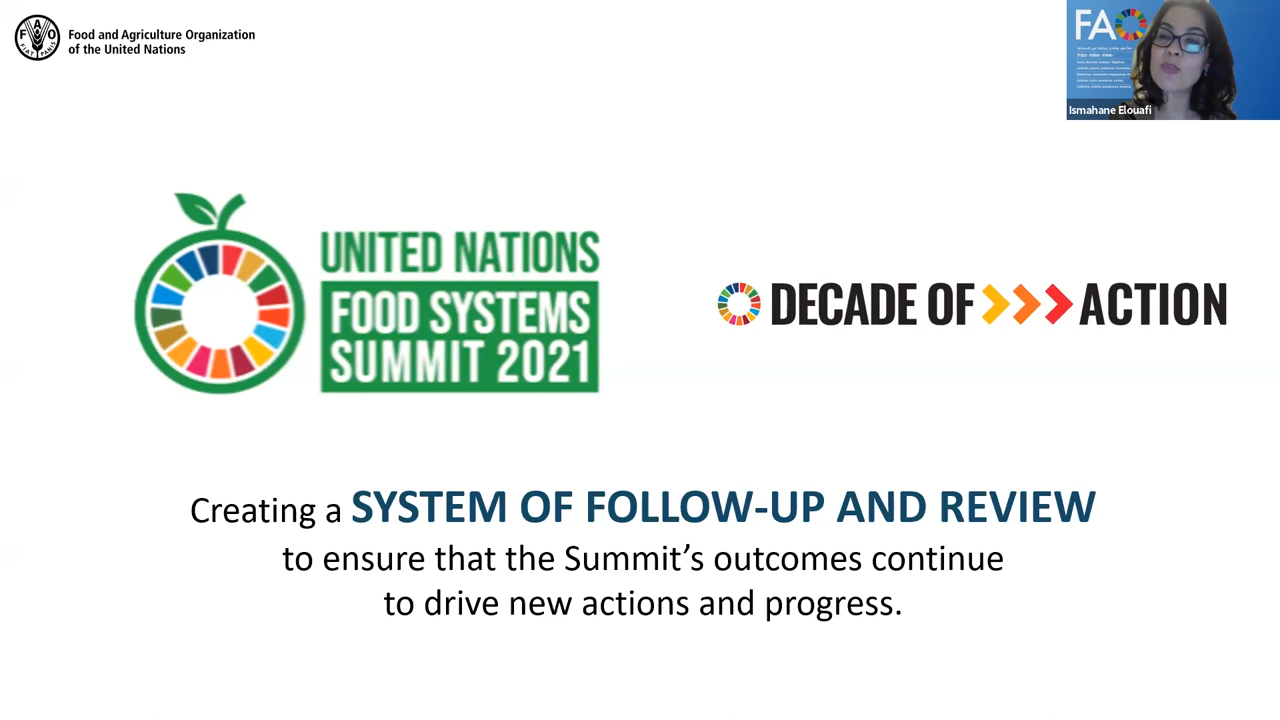 Food and Agriculture Organization
of the United Nations
FAO
Ismahane Elouafi
UNITED NATIONS
FOOD SYSTEMS
SUMMIT 2021
DECADE OF ACTION
Creating a SYSTEM OF FOLLOW-UP AND REVIEW
to ensure that the Summit’s outcomes continue
to drive new actions and progress.